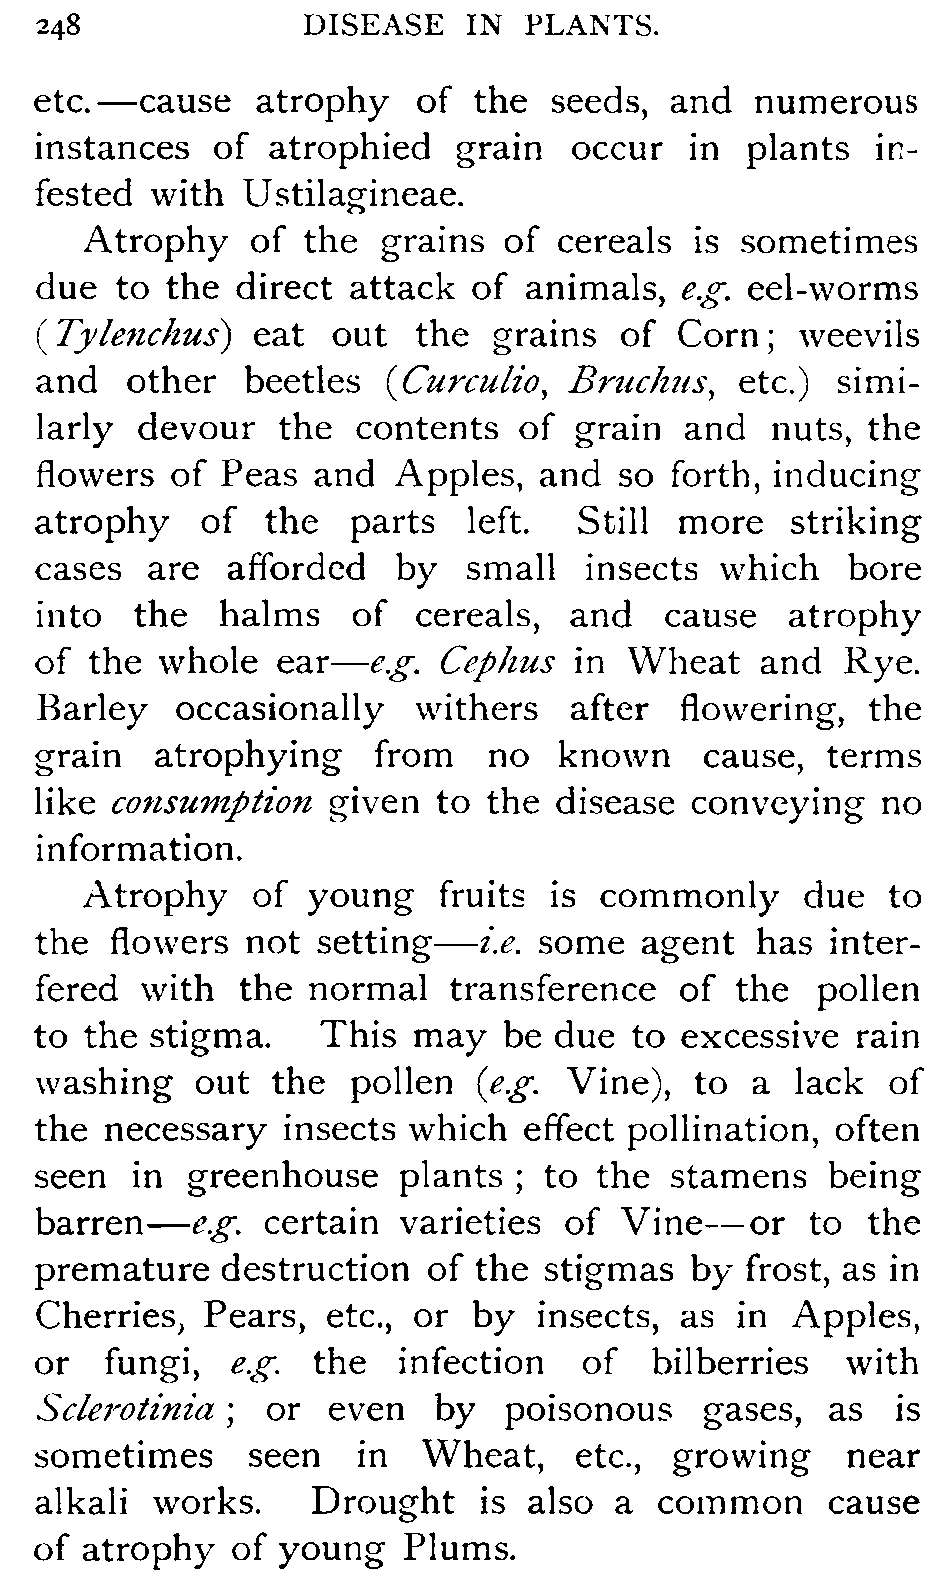 248 DISEASE IN PLANTS.
etc.—cause atrophy of the seeds, and numerous
instances of atrophied grain occur in plants in-
fested with Ustilagineae.
Atrophy of the grains of cereals is sometimes
due to the direct attack of animals, e.g. eel-worms
(Tylenchus) eat out the grains of Corn; weevils
and other beetles (Curculio, Bruchus, etc.) simi-
larly devour the contents of grain and nuts, the
flowers of Peas and Apples, and so forth, inducing
atrophy of the parts left. Still more striking
cases are afforded by small insects which bore
into the halms of cereals, and cause atrophy
of the whole ear—e.g. Cephus in Wheat and Rye.
Barley occasionally withers after flowering, the
grain atrophying from no known cause, terms
like consumption given to the disease conveying no
information.
Atrophy of young fruits is commonly due to
the flowers not setting—i.e. some agent has inter-
fered with the normal transference of the pollen
to the stigma. This may be due to excessive rain
washing out the pollen (e.g. Vine), to a lack of
the necessary insects which effect pollination, often
seen in greenhouse plants; to the stamens being
barren—e.g. certain varieties of Vine—or to the
premature destruction of the stigmas by frost, as in
Cherries, Pears, etc., or by insects, as in Apples,
or fungi, e.g. the infection of bilberries with
Sclerotinia; or even by poisonous gases, as is
sometimes seen in Wheat, etc., growing near
alkali works. Drought is also a common cause
of atrophy of young Plums.